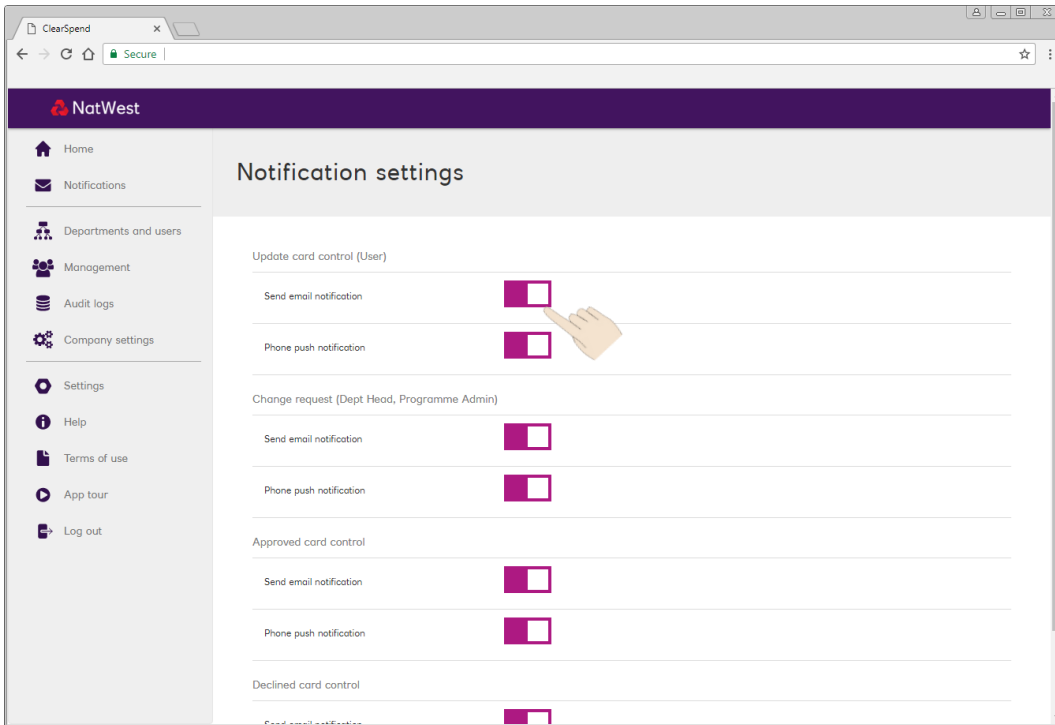 ClearSpend
Secure
NatWest
Home
Notifications
Departments and users
Management
Audit logs
Company settings
Settings
Help
Terms of use
App tour
Log out
Notification settings
Update card control (User)
Send email notification
Phone push notification
Change request (Dept Head, Programme Admin)
Send email notification
Phone push notification
Approved card control
Send email notification
Phone push notification
Declined card control
Send email notification